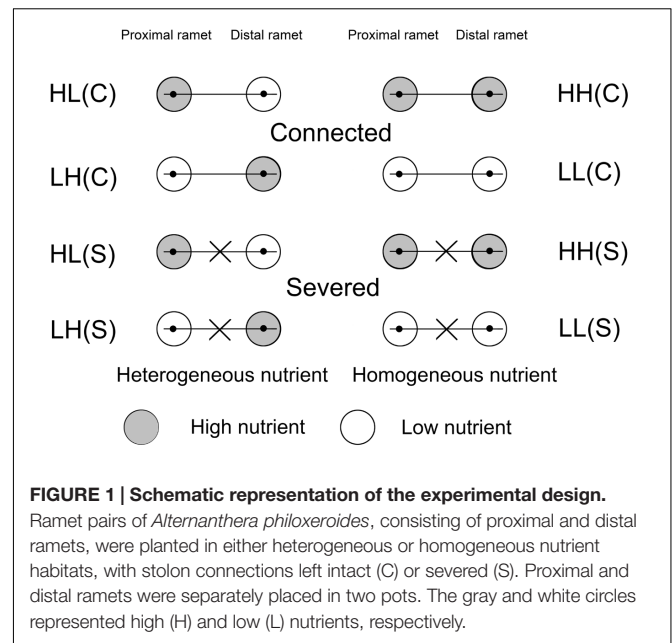 Proximal ramet Distal ramet Proximal ramet Distal ramet
HL(C) HH(C)
Connected
LH(C) LL(C)
HL(S) HH(S)
Severed
LH(S) LL(S)
Heterogeneous nutrient Homogeneous nutrient
High nutrient Low nutrient
FIGURE 1 | Schematic representation of the experimental design.
Ramet pairs of Alternanthera philoxeroides, consisting of proximal and distal
ramets, were planted in either heterogeneous or homogeneous nutrient
habitats, with stolon connections left intact (C) or severed (S). Proximal and
distal ramets were separately placed in two pots. The gray and white circles
represented high (H) and low (L) nutrients, respectively.